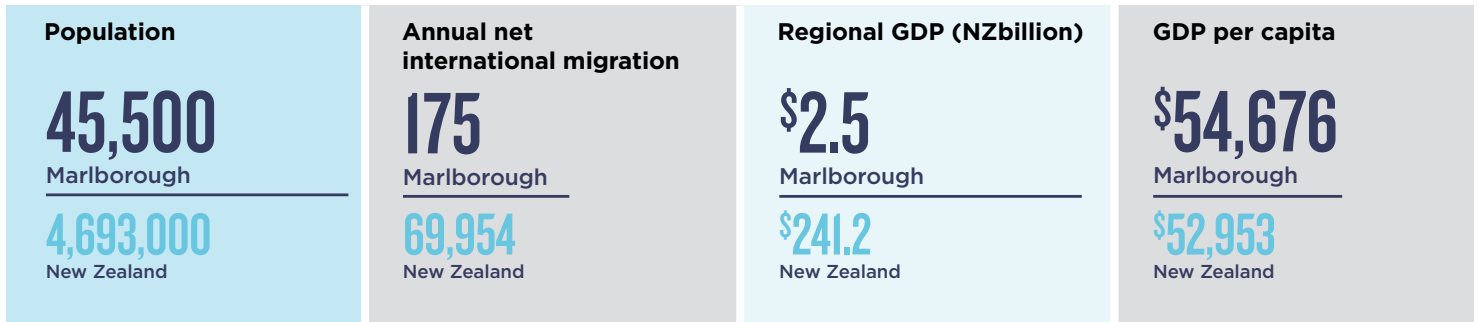 Population
45,500
Marlborough
4,693,000
New Zealand
Annual net
international migration
175
Marlborough
69,954
New Zealand
Regional GDP (NZbillion)
$2.5
Marlborough
$241.2
New Zealand
GDP per capita
$54,676
Marlborough
$52,953
New Zealand